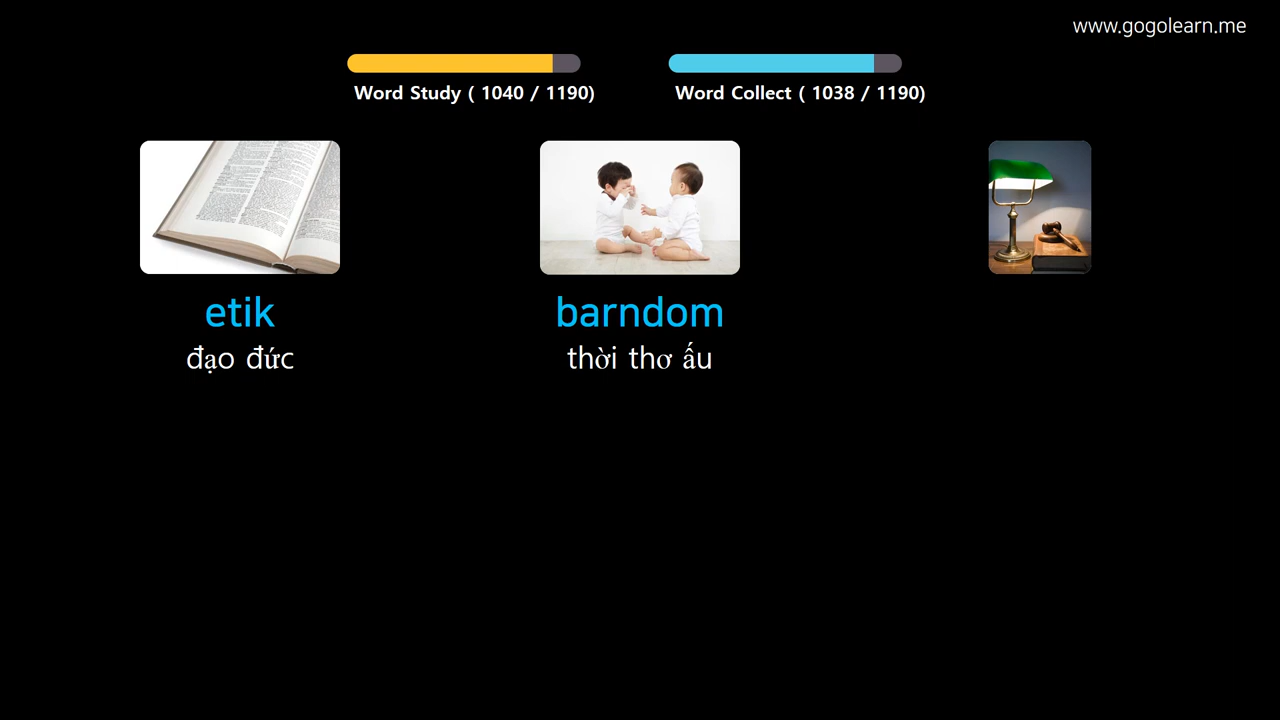 www.gogolearn.me
Word Study ( 1040 / 1190)
Word Collect ( 1038 / 1190)
etik
đạo đức
barndom
thời thơ ấu